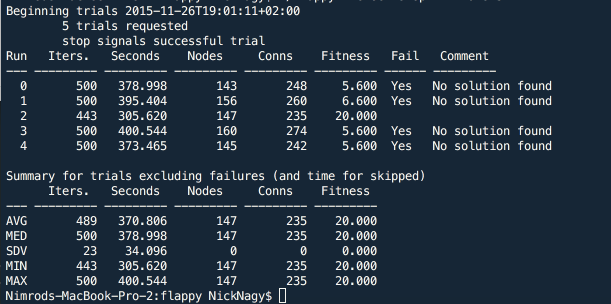 Beginning trials 2015-11-26T19:01:11+02:00
5 trials requested
stop signals successful trial
Run Iters. Seconds Nodes Conns Fitness Fail Comment
--- --------- --------- --------- --------- --------- ----- ---------
0 500 378.998 143 248 5.600 Yes No solution found
1 500 395.404 156 260 6.600 Yes No solution found
2 443 305.620 147 235 20.000
3 500 400.544 160 274 5.600 Yes No solution found
4 500 373.465 145 242 5.600 Yes No solution found
Summary for trials excluding failures (and time for skipped)
Iters. Seconds Nodes Conns Fitness
--- --------- --------- --------- --------- ---------
AVG 489 370.806 147 235 20.000
MED 500 378.998 147 235 20.000
SDV 23 34.096 0 0 0.000
MIN 443 305.620 147 235 20.000
MAX 500 400.544 147 235 20.000
Nimrods-MacBook-Pro-2:flappy NickNagy$